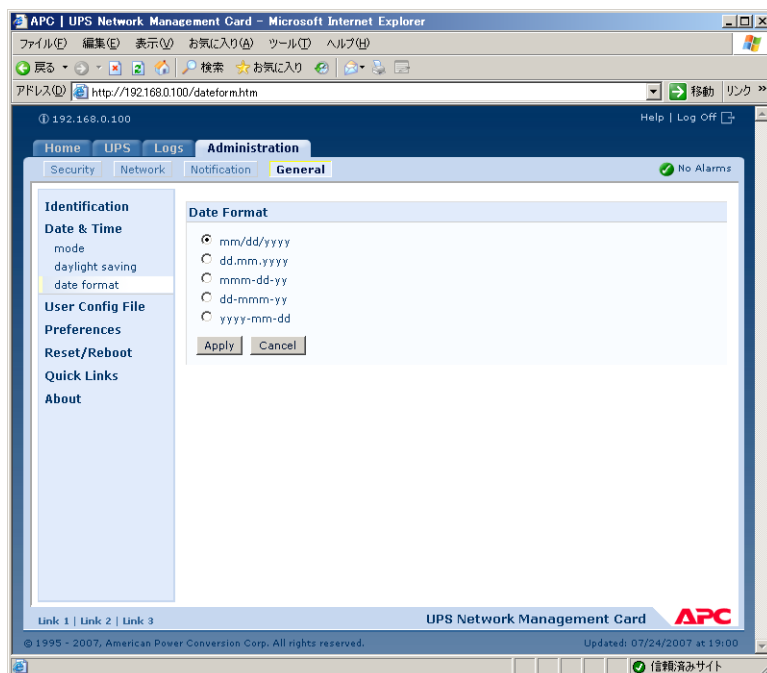 APC | UPS Network Management Card - Microsoft Internet Explorer
ファイル(F) 編集(E) 表示(V) お気に入り(A) ツール(T) ヘルプ(H)
戻る 検索 お気に入り
アドレス(D) http://192.168.0.100/dateform.htm 移動 リンク »
192.168.0.100 Help | Log Off
Home UPS Logs Administration
Security Network Notification General No Alarms
Identification
Date & Time
mode
daylight saving
date format
User Config File
Preferences
Reset/Reboot
Quick Links
About
Date Format
mm/dd/yyyy
dd.mm.yyyy
mmm-dd-yy
dd-mmm-yy
yyyy-mm-dd
Apply Cancel
Link 1 | Link 2 | Link 3 UPS Network Management Card APC
© 1995 - 2007, American Power Conversion Corp. All rights reserved. Updated: 07/24/2007 at 19:00
信頼済みサイト